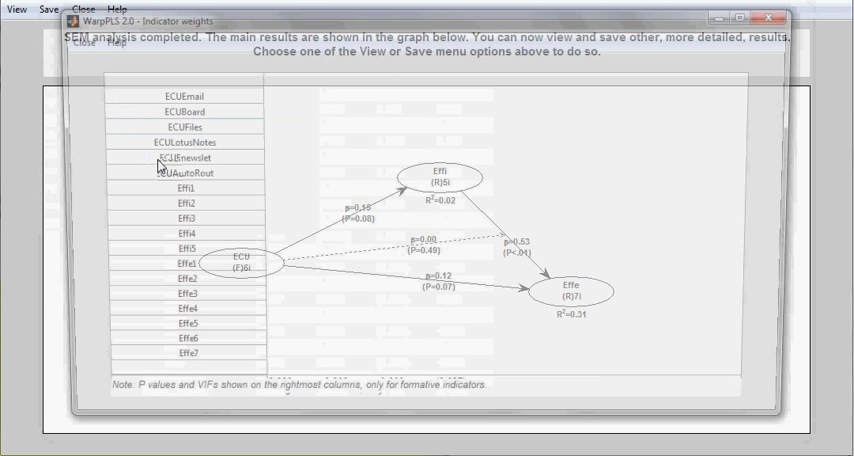 View Save Close Help
WarpPLS 2.0 - Indicator weights
SEM analysis completed. The main results are shown in the graph below. You can now view and save other, more detailed, results.
Close Help
Choose one of the View or Save menu options above to do so.
ECUEmail
ECUBoard
ECUFiles
ECULotusNotes
ECUEnewslet
ECUAutoRout
Effi1
Effi2
Effi3
Effi4
Effi5
Effe1
Effe2
Effe3
Effe4
Effe5
Effe6
Effe7
Effi
(R)5i
R²=0.02
β=0.15
(P=0.08)
β=0.00
(P=0.49)
β=0.53
(P<.01)
ECU
(F)6i
β=0.12
(P=0.07)
Effe
(R)7i
R²=0.31
Note: P values and VIFs shown on the rightmost columns, only for formative indicators.